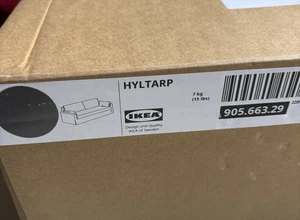 HYLTARP
7 kg
(15 lbs)
IKEA
Design and Quality
IKEA of Sweden
905.663.29